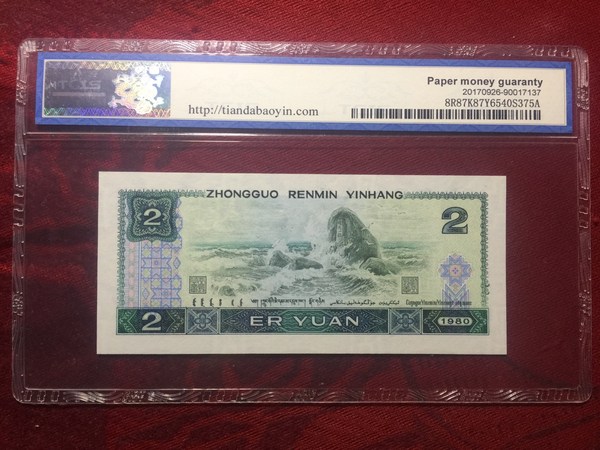 Paper money guaranty
20170926-90017137
http://tiandabaoyin.com
8R87K87Y6540S375A
ZHONGGUO RENMIN YINHANG
2
2
2
ER YUAN
1980